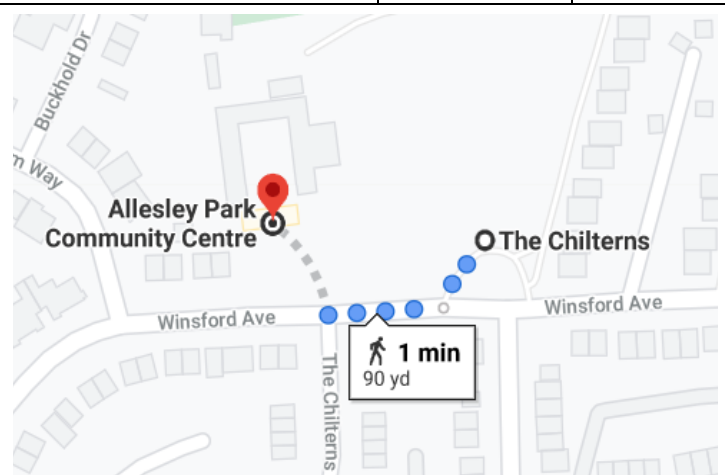 Buckhold Dr
m Way
Allesley Park
Community Centre
The Chilterns
Winsford Ave
Winsford Ave
1 min
90 yd
The Chilterns